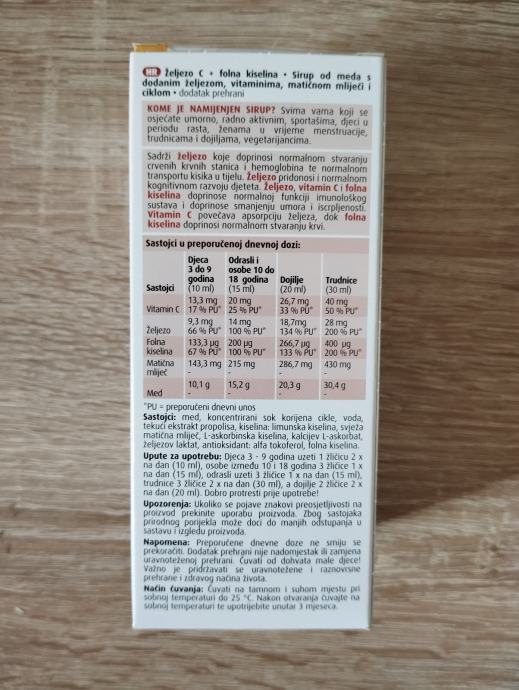 HR Željezo C + folna kiselina • Sirup od meda s
dodanim željezom, vitaminima, matičnom mliječi i
ciklom • dodatak prehrani
KOME JE NAMIJENJEN SIRUP? Svima vama koji se
osjećate umorno, radno aktivnim, sportašima, djeci u
periodu rasta, ženama u vrijeme menstruacije,
trudnicama i dojiljama, vegetarijancima.
Sadrži željezo koje doprinosi normalnom stvaranju
crvenih krvnih stanica i hemoglobina te normalnom
transportu kisika u tijelu. Željezo pridonosi i normalnom
kognitivnom razvoju djeteta. Željezo, vitamin C i folna
kiselina doprinose normalnoj funkciji imunološkog
sustava i doprinose smanjenju umora i iscrpljenosti.
Vitamin C povećava apsorpciju željeza, dok folna
kiselina doprinosi normalnom stvaranju krvi.
Sastojci u preporučenoj dnevnoj dozi:
Djeca Odrasli i
3 do 9 osobe 10 do
godina 18 godina Dojilje Trudnice
Sastojci (10 ml) (15 ml) (20 ml) (30 ml)
13,3 mg 20 mg 26,7 mg 40 mg
Vitamin C 17 % PU* 25 % PU* 33 % PU* 50 % PU*
9,3 mg 14 mg 18,7mg 28 mg
Željezo 66 % PU* 100 % PU* 134 % PU* 200 % PU*
Folna 133,3 µg 200 µg 266,7 µg 400 µg
kiselina 67 % PU* 100 % PU* 133 % PU* 200 % PU*
Matična 143,3 mg 215 mg 286,7 mg 430 mg
mliječ - - - -
10,1 g 15,2 g 20,3 g 30,4 g
Med - - - -
*PU = preporučeni dnevni unos
Sastojci: med, koncentrirani sok korijena cikle, voda,
tekući ekstrakt propolisa, kiselina: limunska kiselina, svježa
matična mliječ, L-askorbinska kiselina, kalcijev L-askorbat,
željezov laktat, antioksidant: alfa tokoferol, folna kiselina.
Upute za upotrebu: Djeca 3 - 9 godina uzeti 1 žličicu 2 x
na dan (10 ml), osobe između 10 i 18 godina 3 žličice 1 x
na dan (15 ml), odrasli uzeti 3 žličice 1 x na dan (15 ml),
trudnice 3 žličice 2 x na dan (30 ml), a dojilje 2 žličice 2 x
na dan (20 ml). Dobro protresti prije upotrebe!
Upozorenja: Ukoliko se pojave znakovi preosjetljivosti na
proizvod prekinite uporabu proizvoda. Zbog sastojaka
prirodnog porijekla može doći do manjih odstupanja u
sastavu i izgledu proizvoda.
Napomena: Preporučene dnevne doze ne smiju se
prekoračiti. Dodatak prehrani nije nadomjestak ili zamjena
uravnoteženoj prehrani. Čuvati od dohvata male djece!
Važno je pridržavati se uravnotežene i raznovrsne
prehrane i zdravog načina života.
Način čuvanja: Čuvati na tamnom i suhom mjestu pri
sobnoj temperaturi do 25 °C. Nakon otvaranja čuvajte na
sobnoj temperaturi te upotrijebite unutar 3 mjeseca.